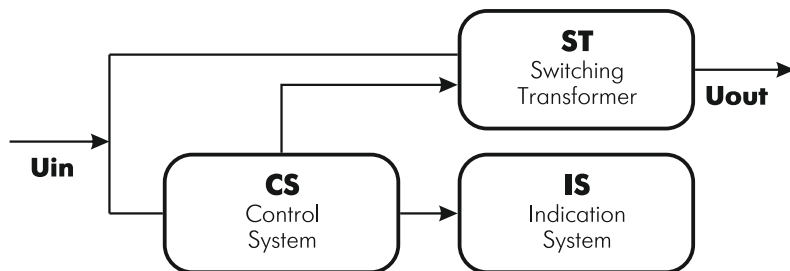 ST
Switching
Transformer
Uout
Uin
CS
Control
System
IS
Indication
System